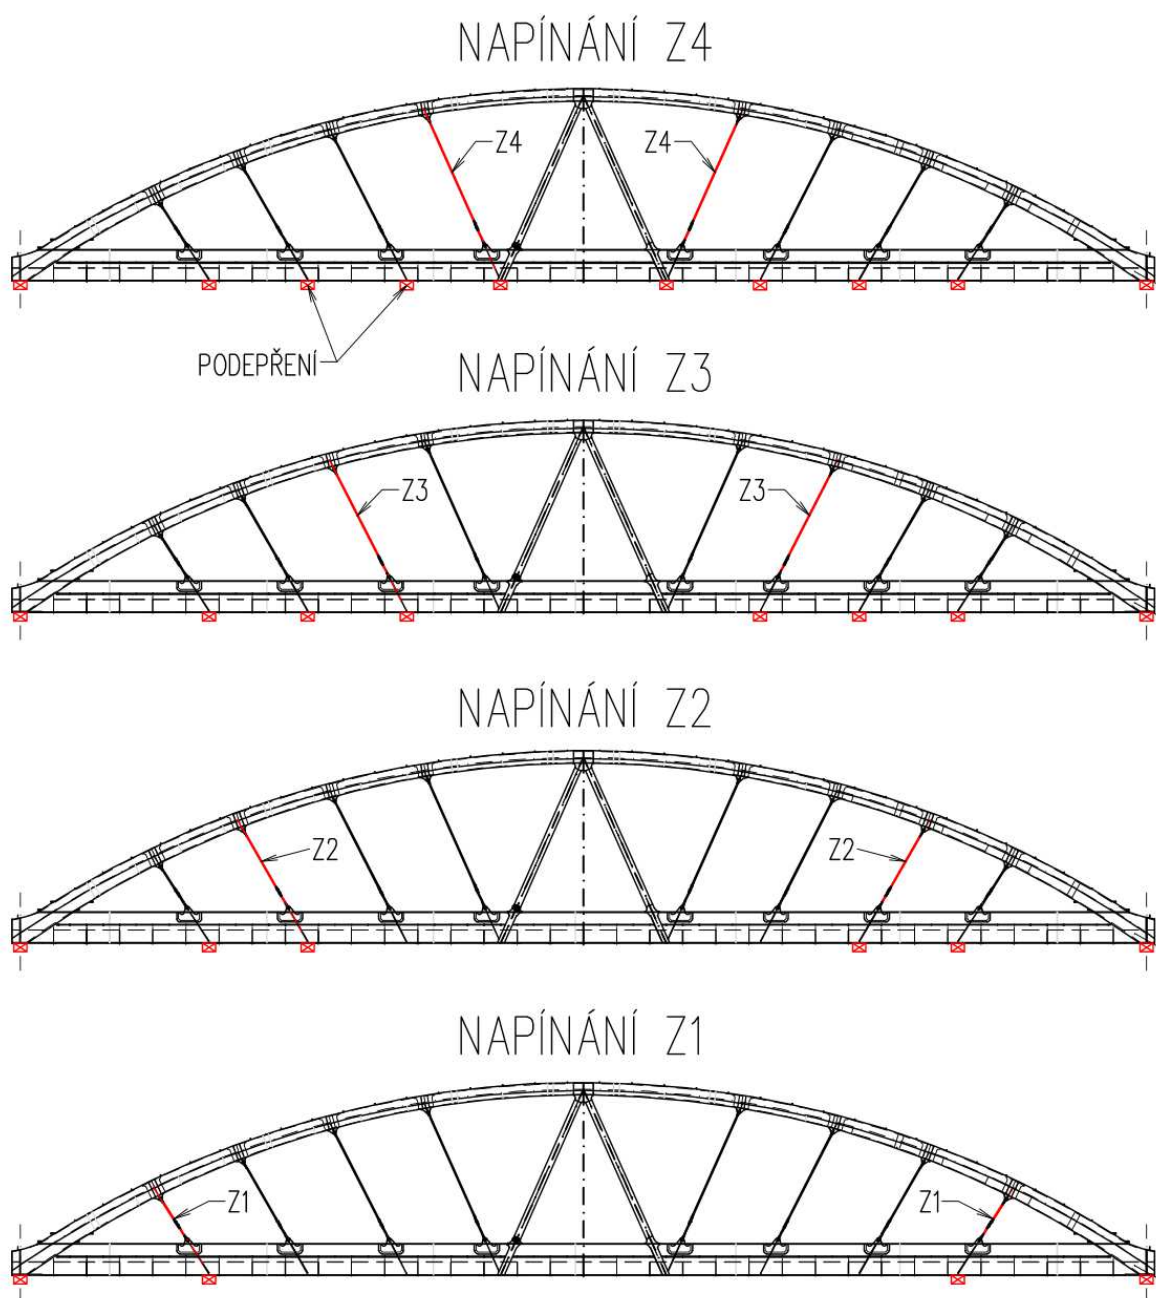 NAPÍNÁNÍ Z4
Z4 Z4
PODEPŘENÍ
NAPÍNÁNÍ Z3
Z3 Z3
NAPÍNÁNÍ Z2
Z2 Z2
NAPÍNÁNÍ Z1
Z1 Z1